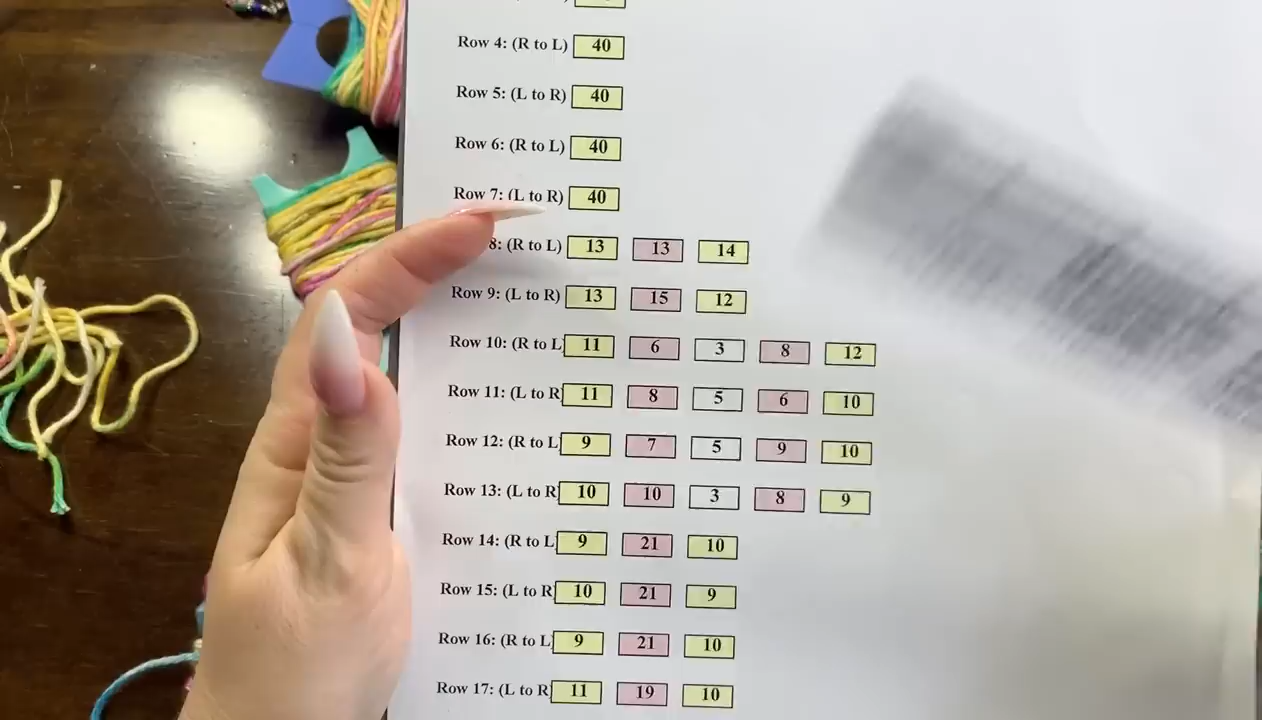 Row 4: (R to L) 40
Row 5: (L to R) 40
Row 6: (R to L) 40
Row 7: (L to R) 40
8: (R to L) 13 13 14
Row 9: (L to R) 13 15 12
Row 10: (R to L 11 6 3 8 12
Row 11: (L to R 11 8 5 6 10
Row 12: (R to L 9 7 5 9 10
Row 13: (L to R 10 10 3 8 9
Row 14: (R to L 9 21 10
Row 15: (L to R 10 21 9
Row 16: (R to L 9 21 10
Row 17: (L to R 11 19 10